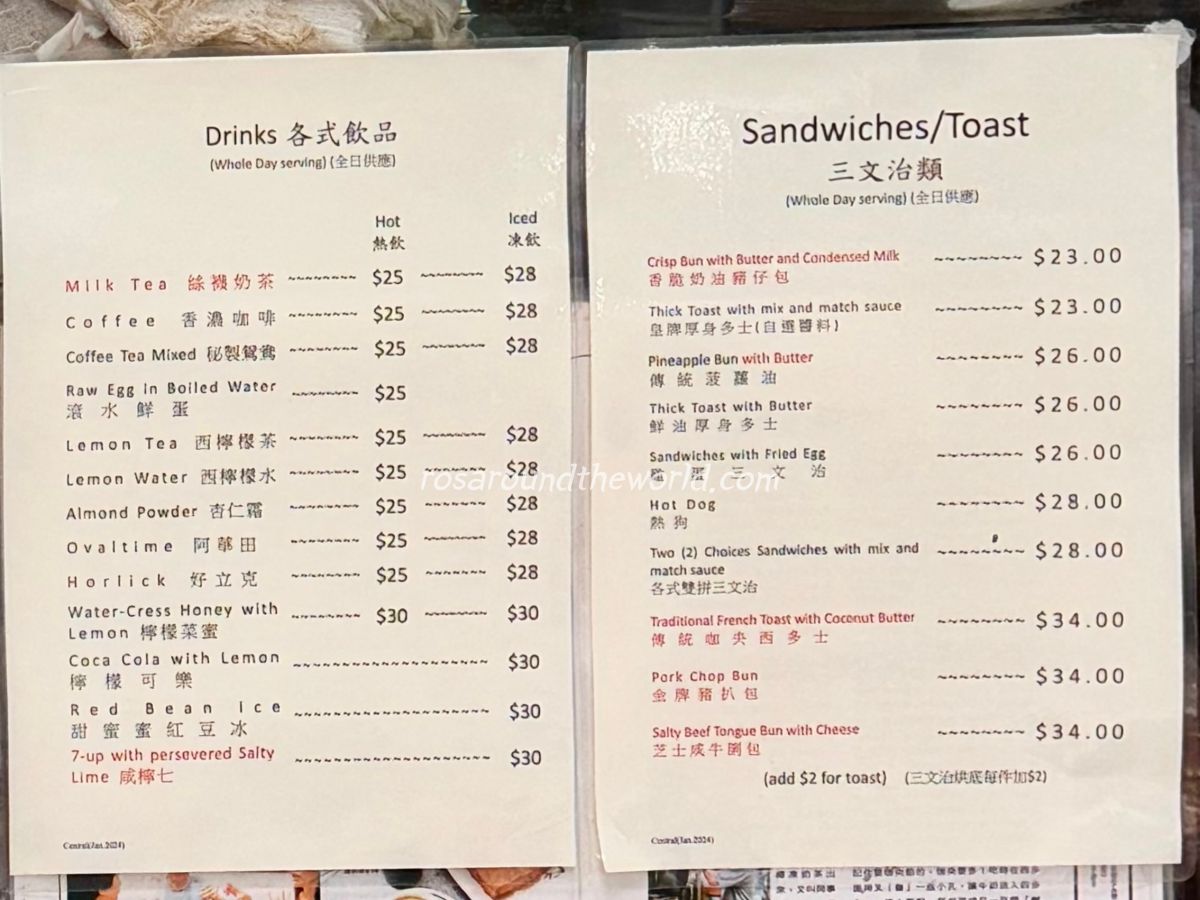 Drinks 各式飲品
(Whole Day serving) (全日供應)
Hot Iced
熱飲 凍飲
Milk Tea 絲襪奶茶 ~~~~~~~~ $25 ~~~~~~~~ $28
Coffee 香濃咖啡 ~~~~~~~~ $25 ~~~~~~~~ $28
Coffee Tea Mixed 秘製鴛鴦 ~~~~~~~~ $25 ~~~~~~~~ $28
Raw Egg in Boiled Water ~~~~~~~~ $25
滾水鮮蛋
Lemon Tea 西檸檬茶 ~~~~~~~~ $25 ~~~~~~~~ $28
Lemon Water 西檸檬水 ~~~~~~~~ $25 ~~~~~~~~ $28
Almond Powder 杏仁霜 ~~~~~~~~ $25 ~~~~~~~~ $28
Ovaltime 阿華田 ~~~~~~~~ $25 ~~~~~~~~ $28
Horlick 好立克 ~~~~~~~~ $25 ~~~~~~~~ $28
Water-Cress Honey with ~~~~~~~~ $30 ~~~~~~~~ $30
Lemon 檸檬菜蜜
Coca Cola with Lemon ~~~~~~~~~~~~~~~~~~~~~~ $30
檸檬可樂
Red Bean Ice ~~~~~~~~~~~~~~~~~~~~~~ $30
甜蜜蜜紅豆冰
7-up with persavered Salty ~~~~~~~~~~~~~~~~~~~~~~ $30
Lime 咸檸七
Central(Jan.2024)
Sandwiches/Toast
三文治類
(Whole Day serving) (全日供應)
Crisp Bun with Butter and Condensed Milk ~~~~~~~~ $23.00
香脆奶油豬仔包
Thick Toast with mix and match sauce ~~~~~~~~ $23.00
皇牌厚身多士(自選醬料)
Pineapple Bun with Butter ~~~~~~~~ $26.00
傳統菠蘿油
Thick Toast with Butter ~~~~~~~~ $26.00
鮮油厚身多士
Sandwiches with Fried Egg ~~~~~~~~ $26.00
雞蛋三文治
Hot Dog ~~~~~~~~ $28.00
熱狗
Two (2) Choices Sandwiches with mix and ~~~~~~~~ $28.00
match sauce
各式雙拼三文治
Traditional French Toast with Coconut Butter ~~~~~~~~ $34.00
傳統咖央西多士
Pork Chop Bun ~~~~~~~~ $34.00
金牌豬扒包
Salty Beef Tongue Bun with Cheese ~~~~~~~~ $34.00
芝士咸牛脷包
(add $2 for toast) (三文治烘底每件加$2)
Central(Jan.2024)
rosaroundtheworld.com